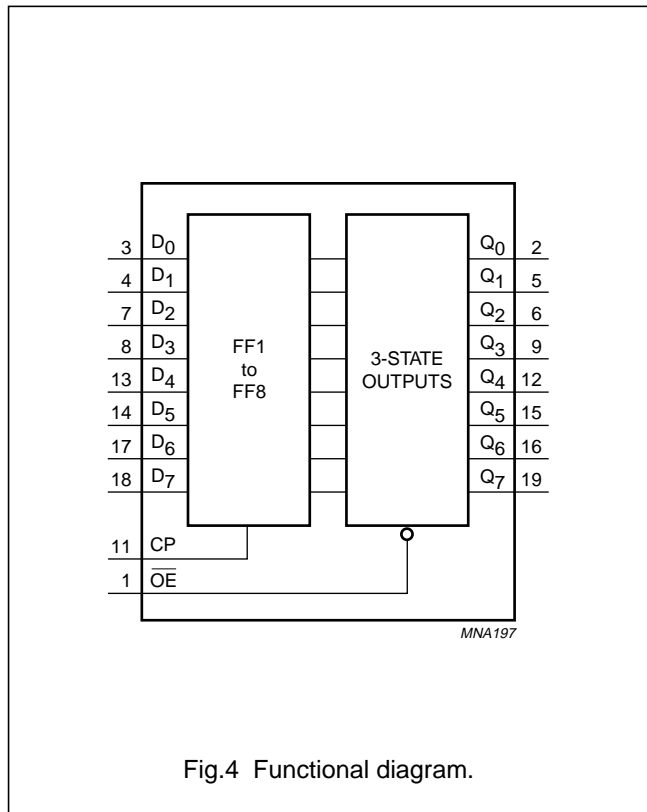 3 D0 Q0 2
4 D1 Q1 5
7 D2 Q2 6
8 D3 Q3 9
FF1
to
FF8
3-STATE
OUTPUTS
13 D4 Q4 12
14 D5 Q5 15
17 D6 Q6 16
18 D7 Q7 19
11 CP
1 O̅E̅
MNA197
Fig.4 Functional diagram.